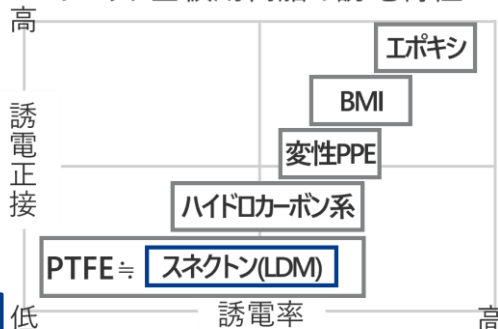 高
エポキシ
BMI
変性PPE
誘電正接
ハイドロカーボン系
PTFE≒ スネクトン(LDM)
低 誘電率 高